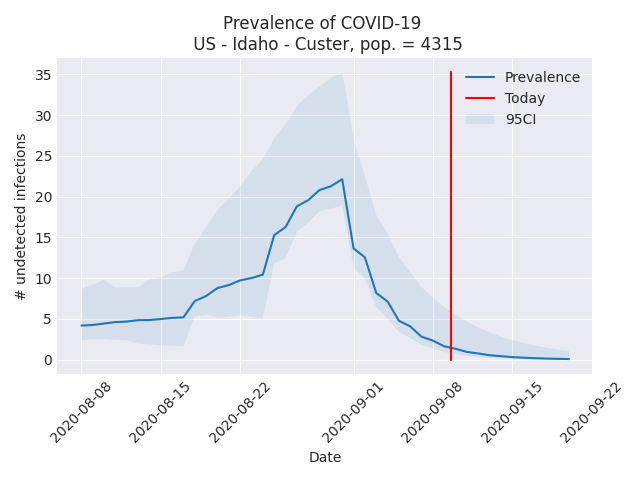 Prevalence of COVID-19
US - Idaho - Custer, pop. = 4315
35
30
25
20
15
10
5
0
# undetected infections
Prevalence
Today
95CI
2020-08-08
2020-08-15
2020-08-22
2020-09-01
2020-09-08
2020-09-15
2020-09-22
Date